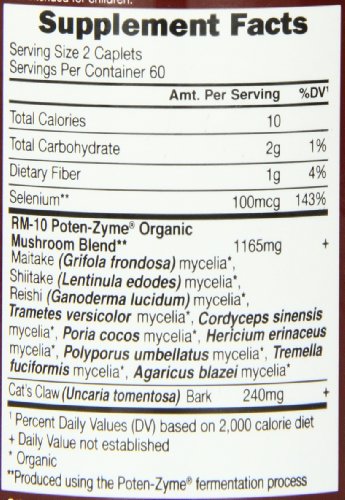 intended for children.
Supplement Facts
Serving Size 2 Caplets
Servings Per Container 60
Amt. Per Serving %DV¹
Total Calories 10
Total Carbohydrate 2g 1%
Dietary Fiber 1g 4%
Selenium** 100mcg 143%
RM-10 Poten-Zyme® Organic
Mushroom Blend** 1165mg +
Maitake (Grifola frondosa) mycelia*,
Shiitake (Lentinula edodes) mycelia*,
Reishi (Ganoderma lucidum) mycelia*,
Trametes versicolor mycelia*, Cordyceps sinensis
mycelia*, Poria cocos mycelia*, Hericium erinaceus
mycelia*, Polyporus umbellatus mycelia*, Tremella
fuciformis mycelia*, Agaricus blazei mycelia*
Cat's Claw (Uncaria tomentosa) Bark 240mg +
¹ Percent Daily Values (DV) based on 2,000 calorie diet
+ Daily Value not established
* Organic
**Produced using the Poten-Zyme® fermentation process